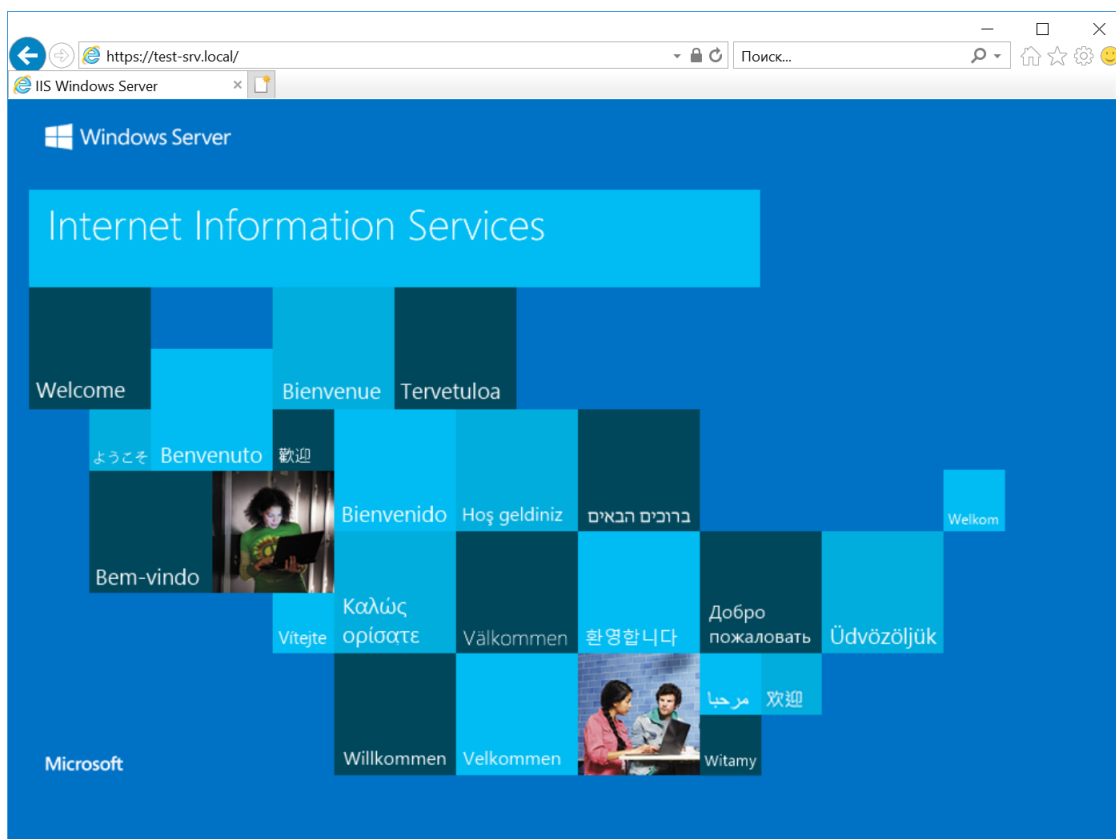 https://test-srv.local/
Поиск...
IIS Windows Server
Windows Server
Internet Information Services
Welcome
Bienvenue
Tervetuloa
ようこそ
Benvenuto
歡迎
Bienvenido
Hoş geldiniz
ברוכים הבאים
Welkom
Bem-vindo
Vítejte
Καλώς
ορίσατε
Välkommen
환영합니다
Добро
пожаловать
Üdvözöljük
مرحبا
欢迎
Willkommen
Velkommen
Witamy
Microsoft